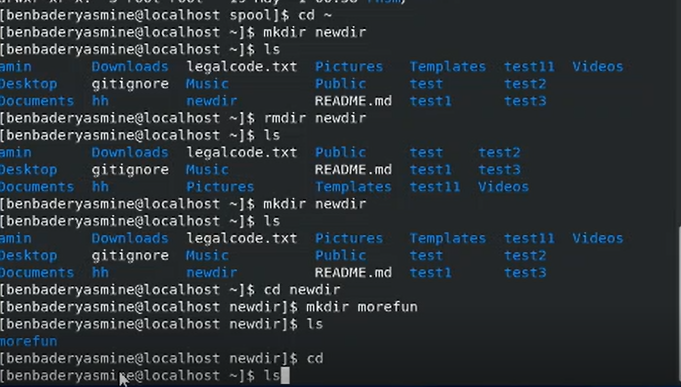 [benbaderyasmine@localhost spool]$ cd ~
[benbaderyasmine@localhost ~]$ mkdir newdir
[benbaderyasmine@localhost ~]$ ls
amin Downloads legalcode.txt Pictures Templates test11 Videos
Desktop gitignore Music Public test test2
Documents hh newdir README.md test1 test3
[benbaderyasmine@localhost ~]$ rmdir newdir
[benbaderyasmine@localhost ~]$ ls
amin Downloads legalcode.txt Public test test2
Desktop gitignore Music README.md test1 test3
Documents hh Pictures Templates test11 Videos
[benbaderyasmine@localhost ~]$ mkdir newdir
[benbaderyasmine@localhost ~]$ ls
amin Downloads legalcode.txt Pictures Templates test11 Videos
Desktop gitignore Music Public test test2
Documents hh newdir README.md test1 test3
[benbaderyasmine@localhost ~]$ cd newdir
[benbaderyasmine@localhost newdir]$ mkdir morefun
[benbaderyasmine@localhost newdir]$ ls
morefun
[benbaderyasmine@localhost newdir]$ cd
[benbaderyasmine@localhost ~]$ ls